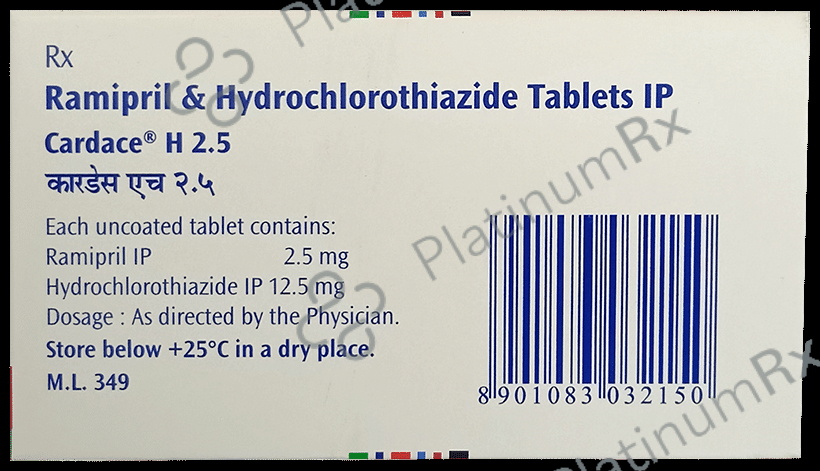 Rx
Ramipril & Hydrochlorothiazide Tablets IP
Cardace® H 2.5
कारडेस एच २.५
Each uncoated tablet contains:
Ramipril IP 2.5 mg
Hydrochlorothiazide IP 12.5 mg
Dosage : As directed by the Physician.
Store below +25°C in a dry place.
M.L. 349
8 901083 032150
PlatinumRx
PlatinumRx
PlatinumRx